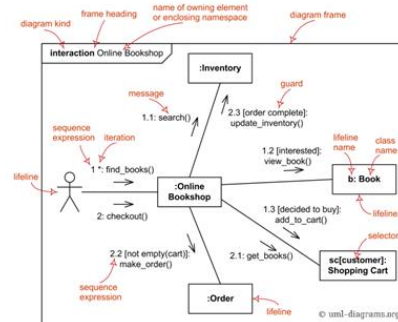 name of owning element
or enclosing namespace
diagram kind
frame heading
diagram frame
interaction Online Bookshop
:Inventory
message
guard
1.1: search()
2.3 [order complete]:
update_inventory()
sequence
expression
iteration
1 *: find_books()
1.2 [interested]:
view_book()
lifeline
name
class
name
lifeline
:Online
Bookshop
b: Book
lifeline
2: checkout()
1.3 [decided to buy]:
add_to_cart()
selector
2.2 [not empty(cart)]:
make_order()
2.1: get_books()
sc[customer]:
Shopping Cart
sequence
expression
:Order
lifeline
© uml-diagrams.org